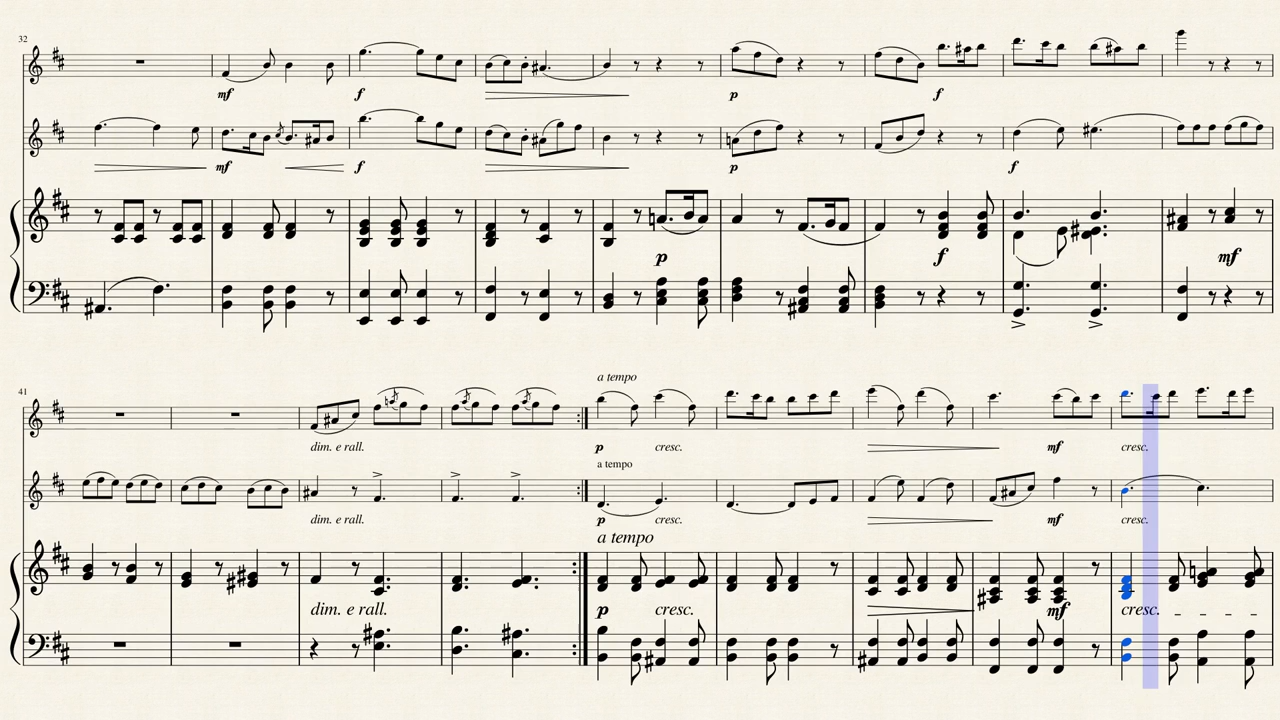 32
mf f p f
mf f p f
p f mf
41
a tempo
dim. e rall. p cresc. mf cresc.
a tempo
dim. e rall. p cresc. mf cresc.
a tempo
dim. e rall. p cresc. mf cresc.